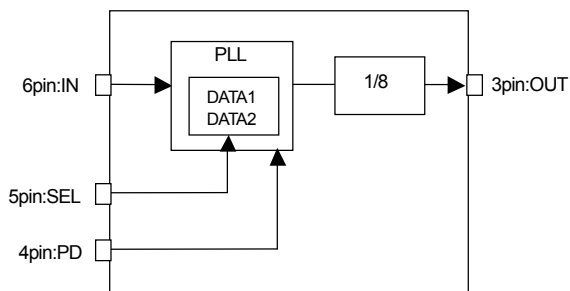 PLL
6pin:IN
1/8
3pin:OUT
DATA1
DATA2
5pin:SEL
4pin:PD